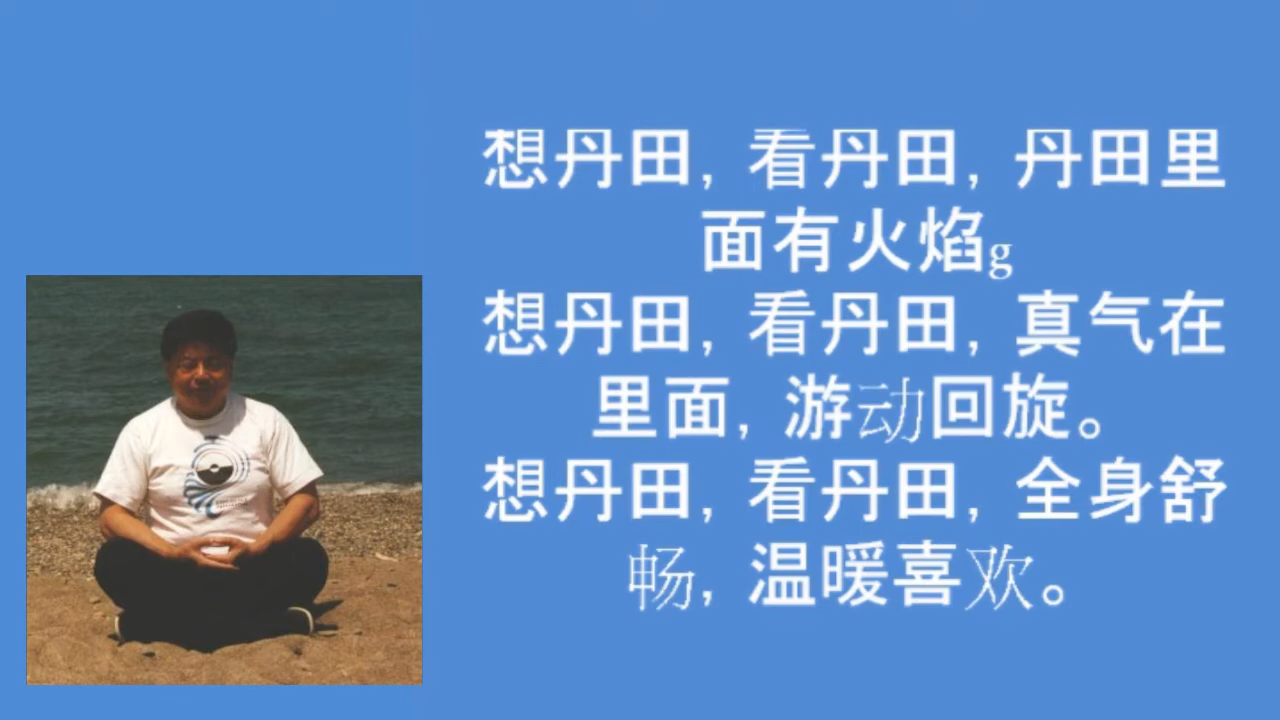 想丹田，看丹田，丹田里
面有火焰g
想丹田，看丹田，真气在
里面，游动回旋。
想丹田，看丹田，全身舒
畅，温暖喜欢。